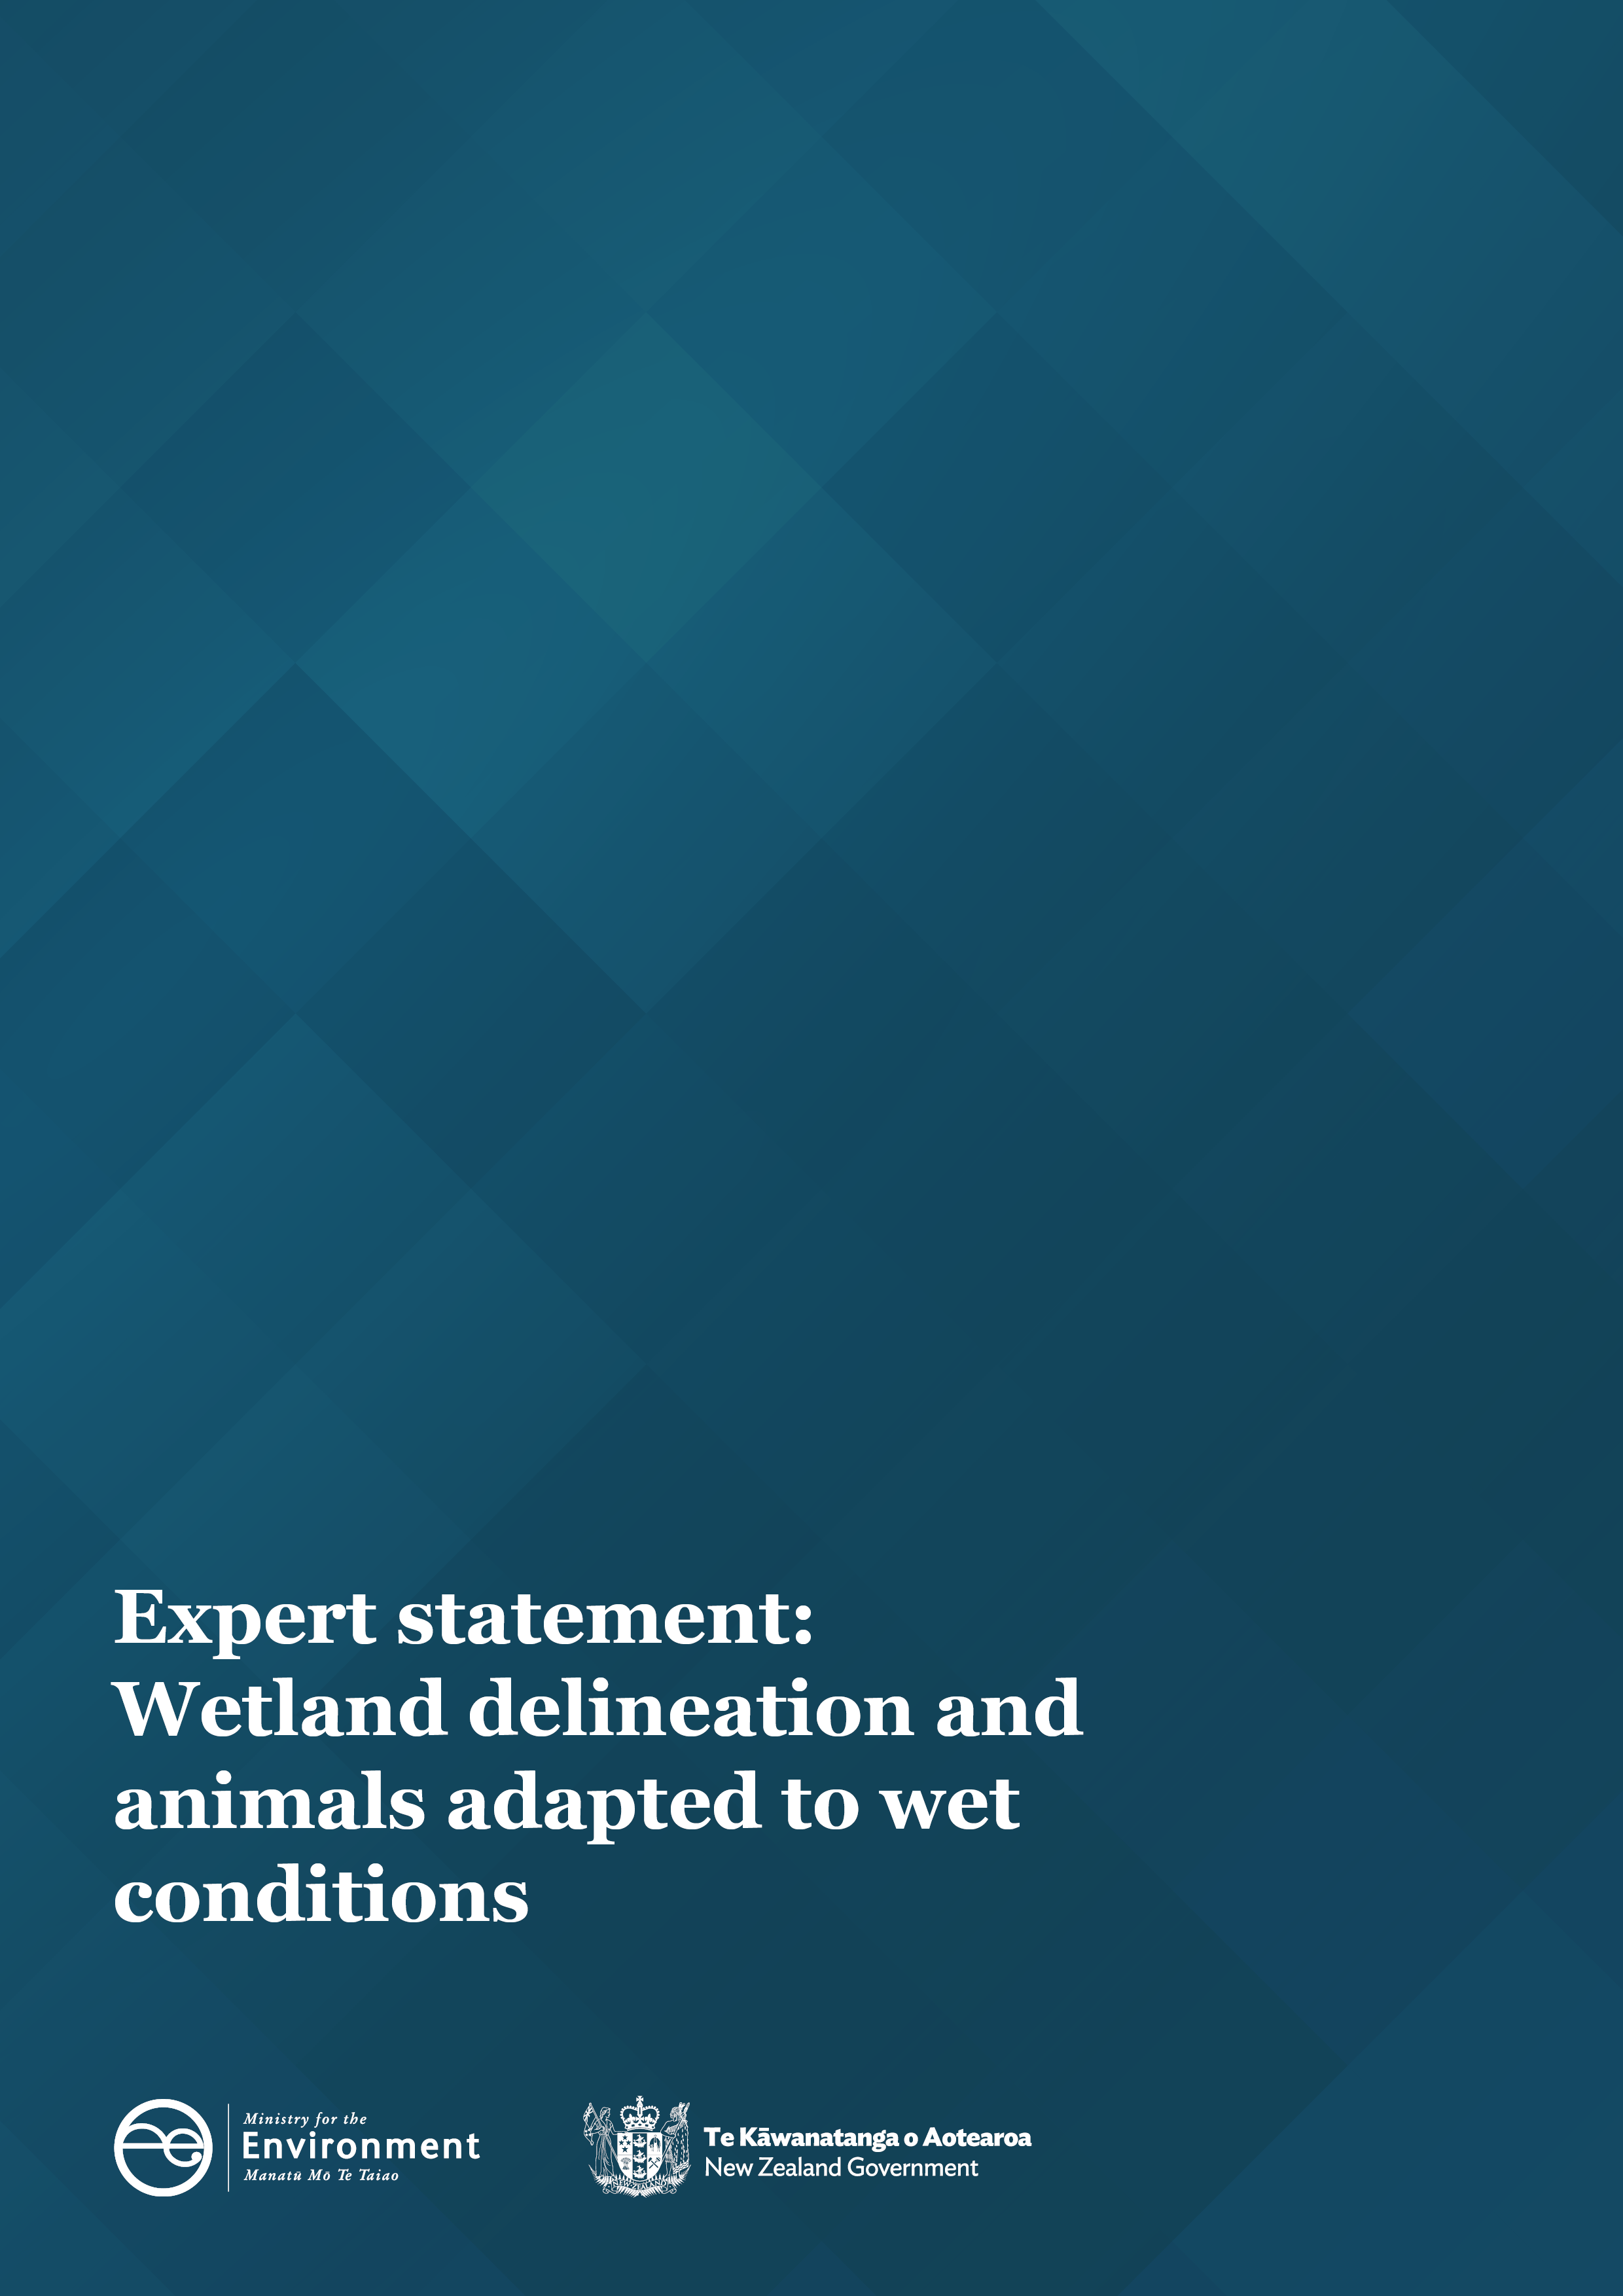 Expert statement:
Wetland delineation and
animals adapted to wet
conditions
Ministry for the
Environment
Manatū Mō Te Taiao
Te Kāwanatanga o Aotearoa
New Zealand Government